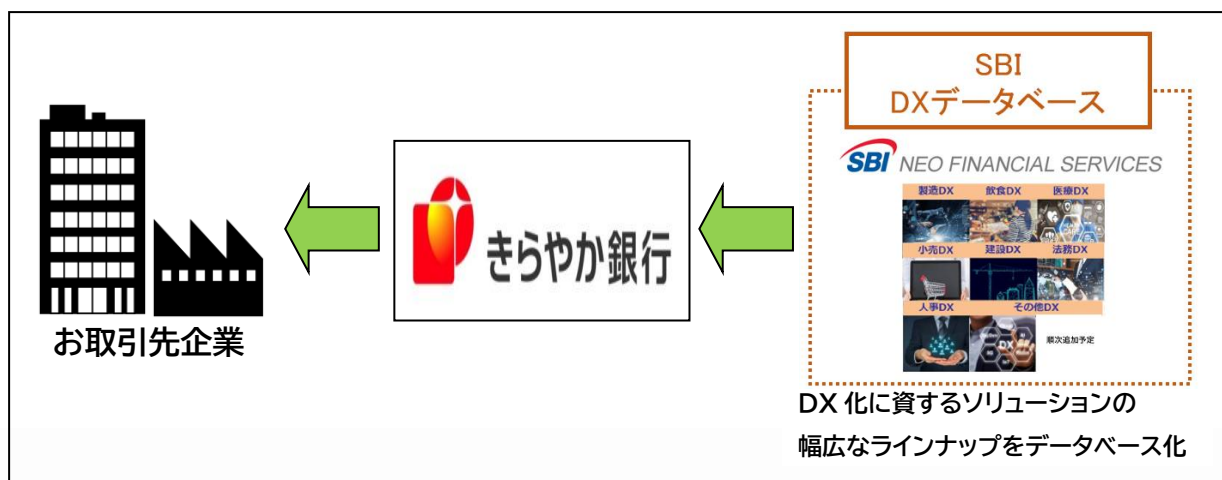 SBI
DXデータベース
SBI NEO FINANCIAL SERVICES
製造DX 飲食DX 医療DX
小売DX 建設DX 法務DX
人事DX その他DX
DX
順次追加予定
きらやか銀行
お取引先企業
DX 化に資するソリューションの
幅広なラインナップをデータベース化